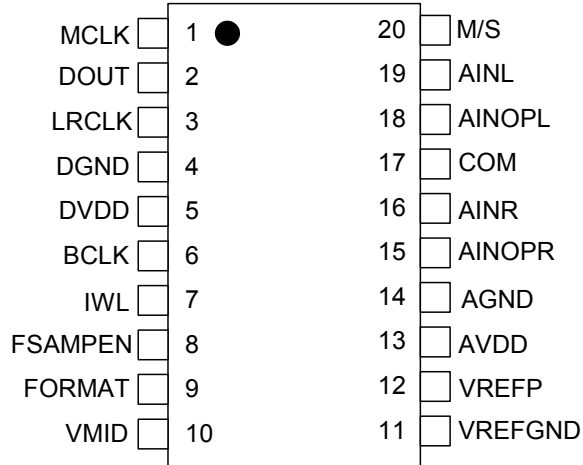 MCLK 1 20 M/S
DOUT 2 19 AINL
LRCLK 3 18 AINOPL
DGND 4 17 COM
DVDD 5 16 AINR
BCLK 6 15 AINOPR
IWL 7 14 AGND
FSAMPEN 8 13 AVDD
FORMAT 9 12 VREFP
VMID 10 11 VREFGND